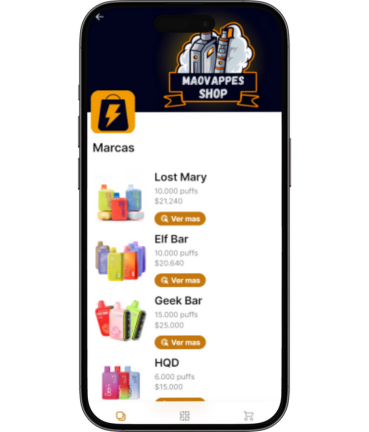 MAOVAPPES
SHOP
Marcas
Lost Mary
10.000 puffs
$21.240
Ver mas
Elf Bar
10.000 puffs
$20.640
Ver mas
Geek Bar
15.000 puffs
$25.000
Ver mas
HQD
6.000 puffs
$15.000